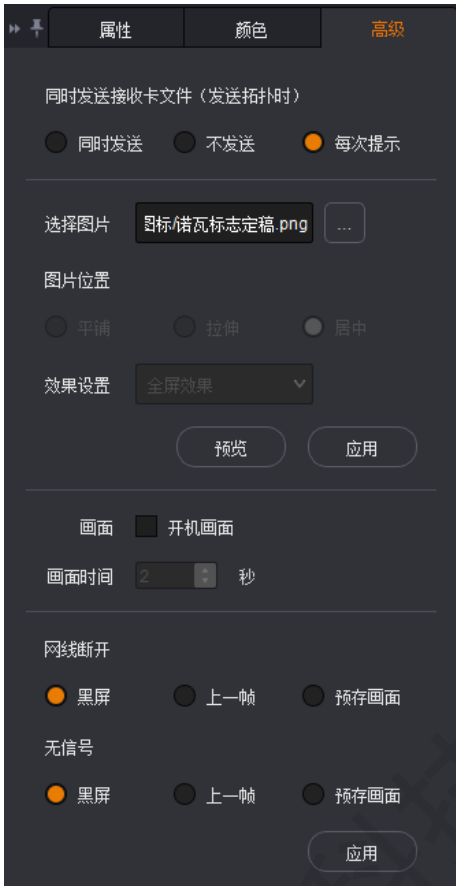 属性 颜色 高级
同时发送接收卡文件（发送拓扑时）
同时发送 不发送 每次提示
选择图片 图标/诺瓦标志定稿.png ...
图片位置
平铺 拉伸 居中
效果设置 全屏效果
预览 应用
画面 开机画面
画面时间 2 秒
网线断开
黑屏 上一帧 预存画面
无信号
黑屏 上一帧 预存画面
应用